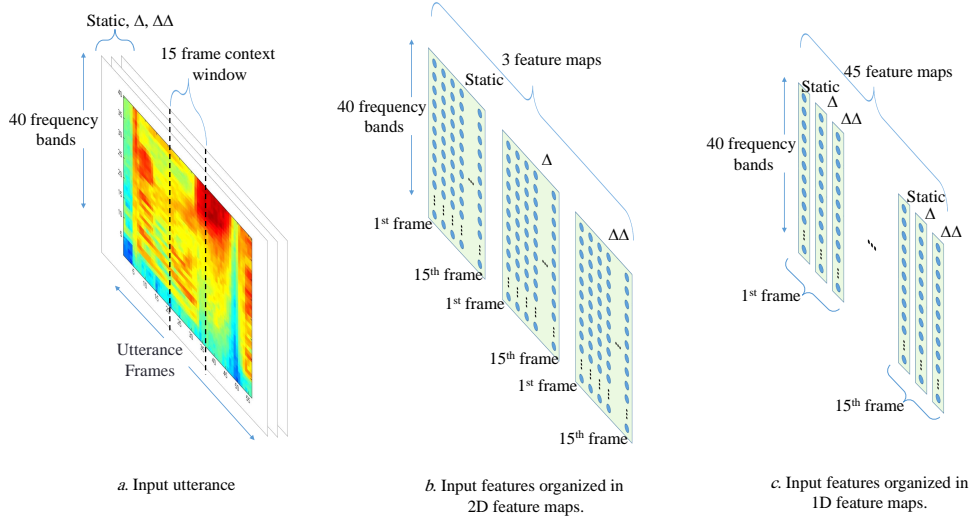 Static, Δ, ΔΔ
15 frame context
window
40 frequency
bands
Utterance
Frames
a. Input utterance
3 feature maps
Static
40 frequency
bands
Δ
ΔΔ
1st frame
15th frame
1st frame
15th frame
1st frame
15th frame
b. Input features organized in
2D feature maps.
45 feature maps
Static
Δ
ΔΔ
40 frequency
bands
1st frame
Static
Δ
ΔΔ
15th frame
c. Input features organized in
1D feature maps.